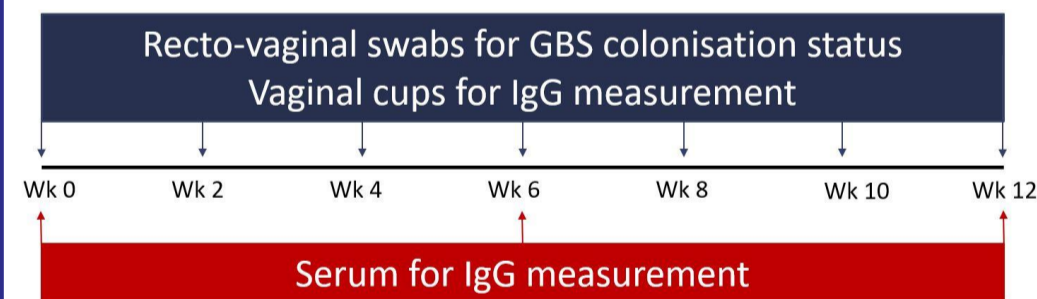 Recto-vaginal swabs for GBS colonisation status
Vaginal cups for IgG measurement
Wk 0 Wk 2 Wk 4 Wk 6 Wk 8 Wk 10 Wk 12
Serum for IgG measurement